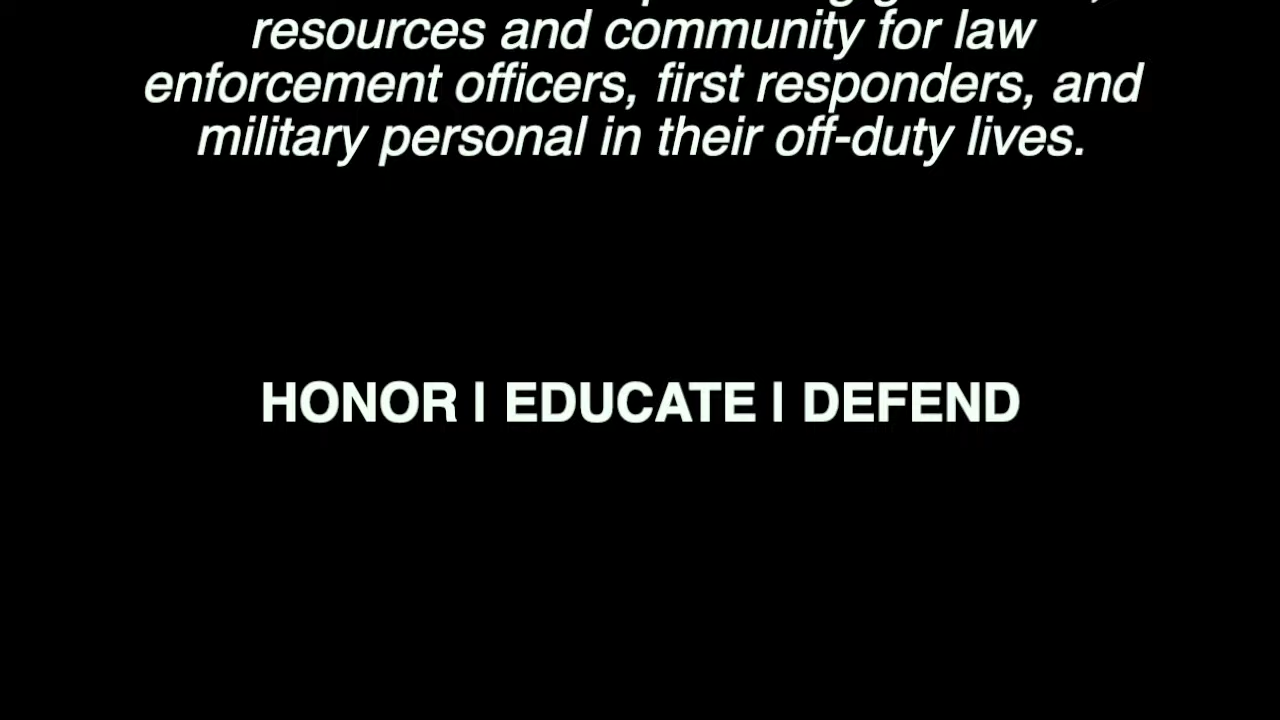 resources and community for law
enforcement officers, first responders, and
military personal in their off-duty lives.
HONOR | EDUCATE | DEFEND